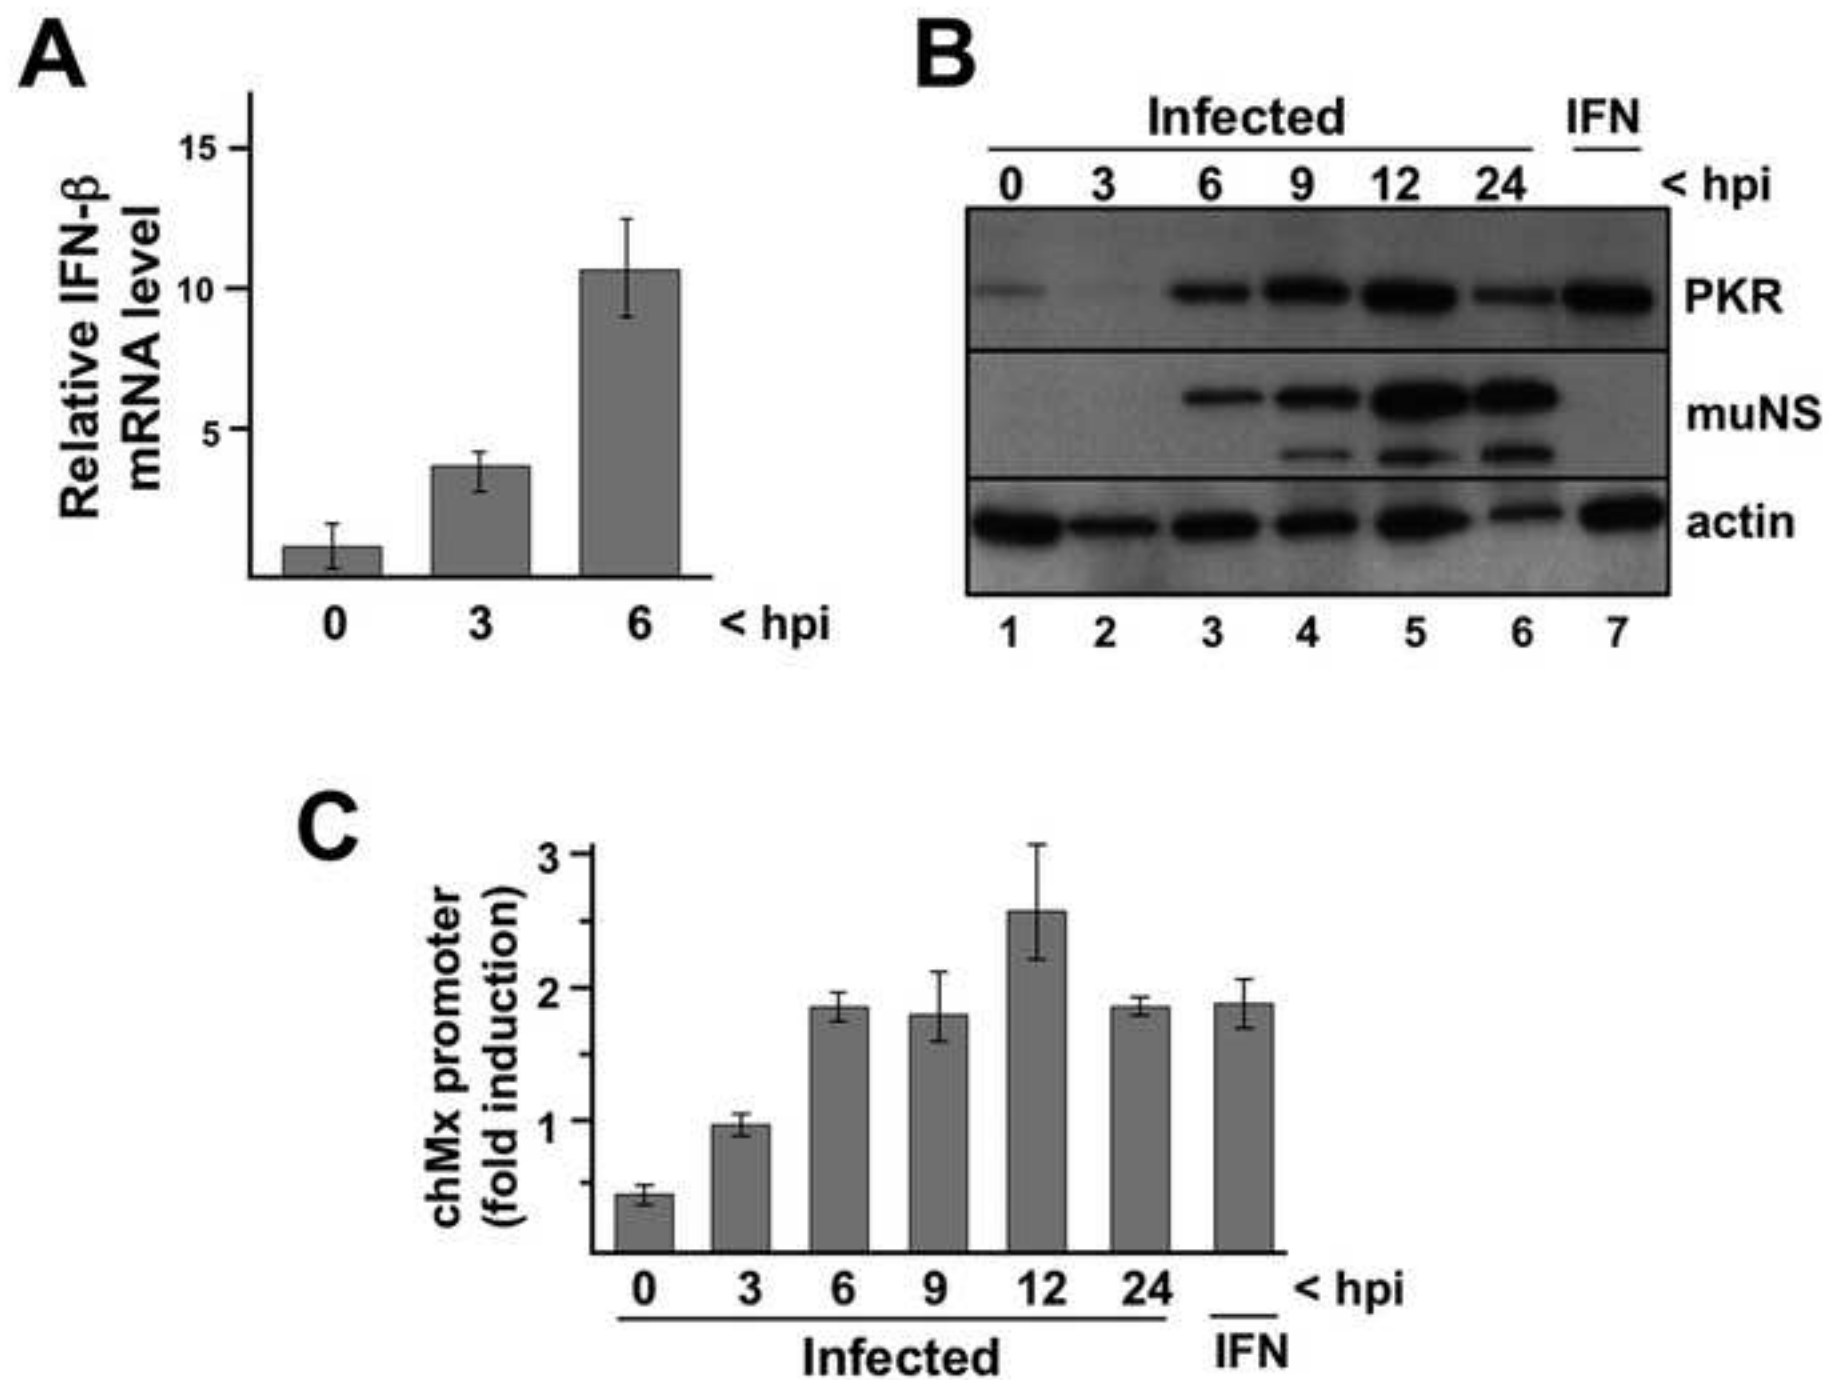 A
Relative IFN-β
mRNA level
15
10
5
0 3 6 < hpi
B
Infected IFN
0 3 6 9 12 24 < hpi
PKR
muNS
actin
1 2 3 4 5 6 7
C
chMx promoter
(fold induction)
3
2
1
0 3 6 9 12 24 < hpi
Infected IFN